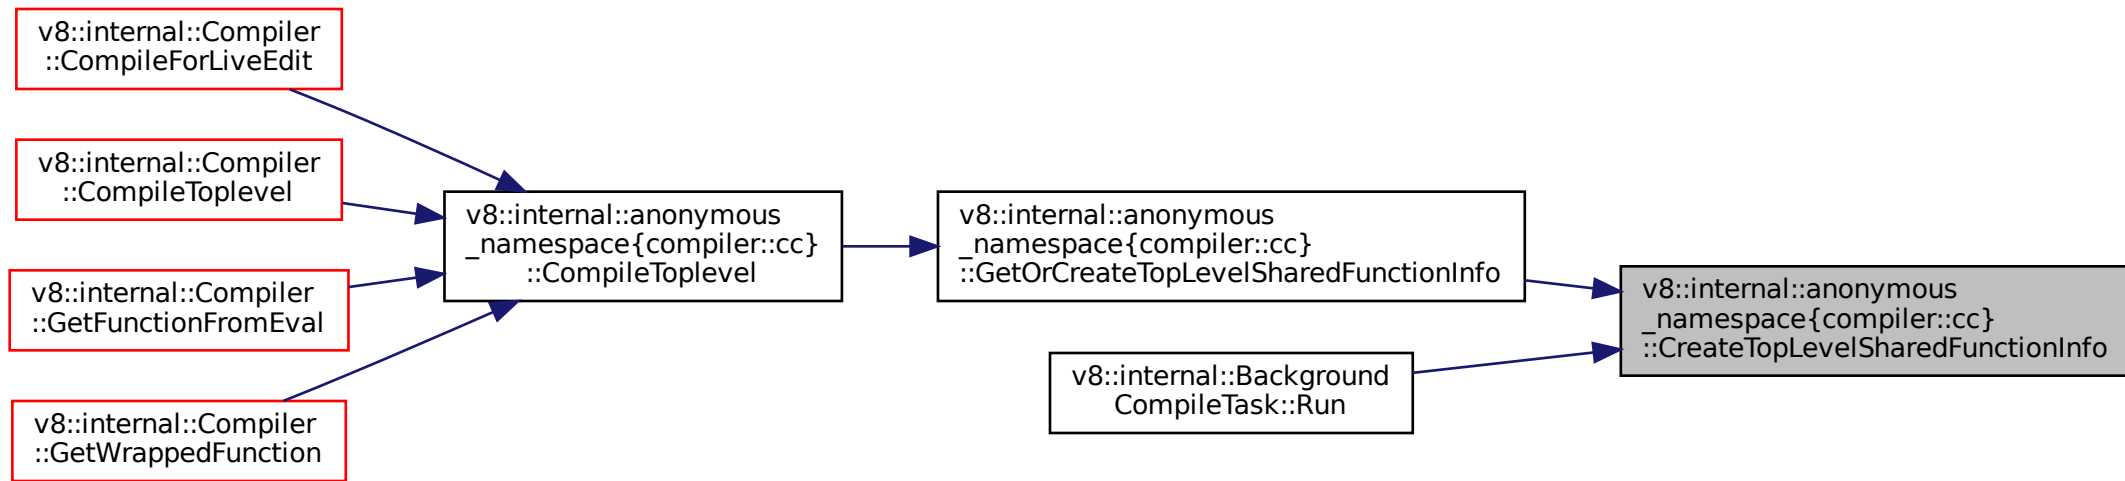 v8::internal::Compiler
::CompileForLiveEdit
v8::internal::Compiler
::CompileToplevel
v8::internal::Compiler
::GetFunctionFromEval
v8::internal::Compiler
::GetWrappedFunction
v8::internal::anonymous
_namespace{compiler::cc}
::CompileToplevel
v8::internal::anonymous
_namespace{compiler::cc}
::GetOrCreateTopLevelSharedFunctionInfo
v8::internal::Background
CompileTask::Run
v8::internal::anonymous
_namespace{compiler::cc}
::CreateTopLevelSharedFunctionInfo